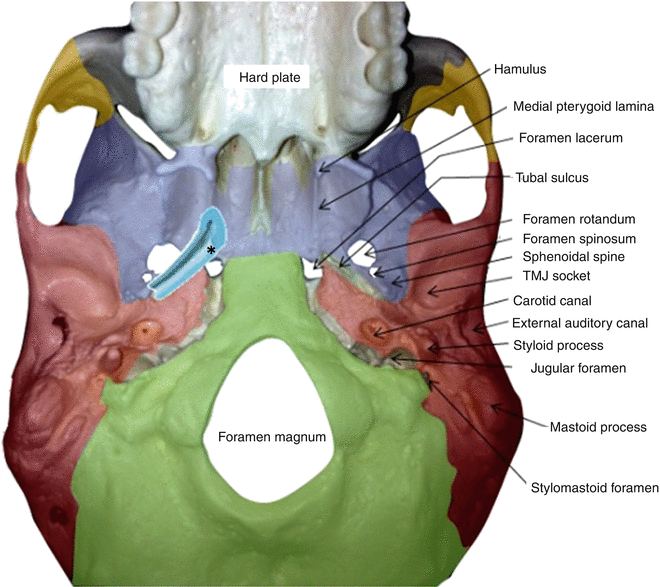 Hard plate
Hamulus
Medial pterygoid lamina
Foramen lacerum
Tubal sulcus
Foramen rotandum
Foramen spinosum
Sphenoidal spine
TMJ socket
Carotid canal
External auditory canal
Styloid process
Jugular foramen
Mastoid process
Stylomastoid foramen
Foramen magnum
*